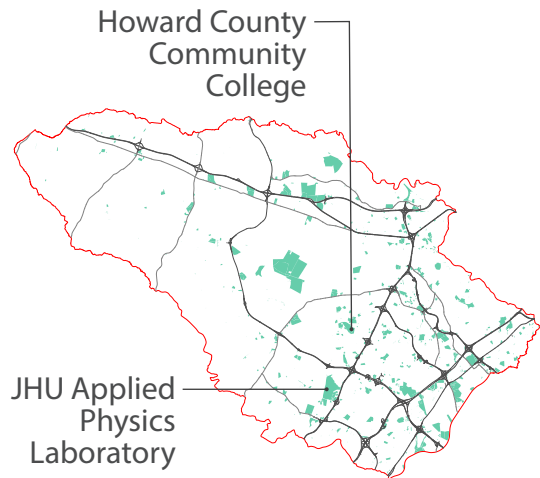 Howard County
Community
College
JHU Applied
Physics
Laboratory